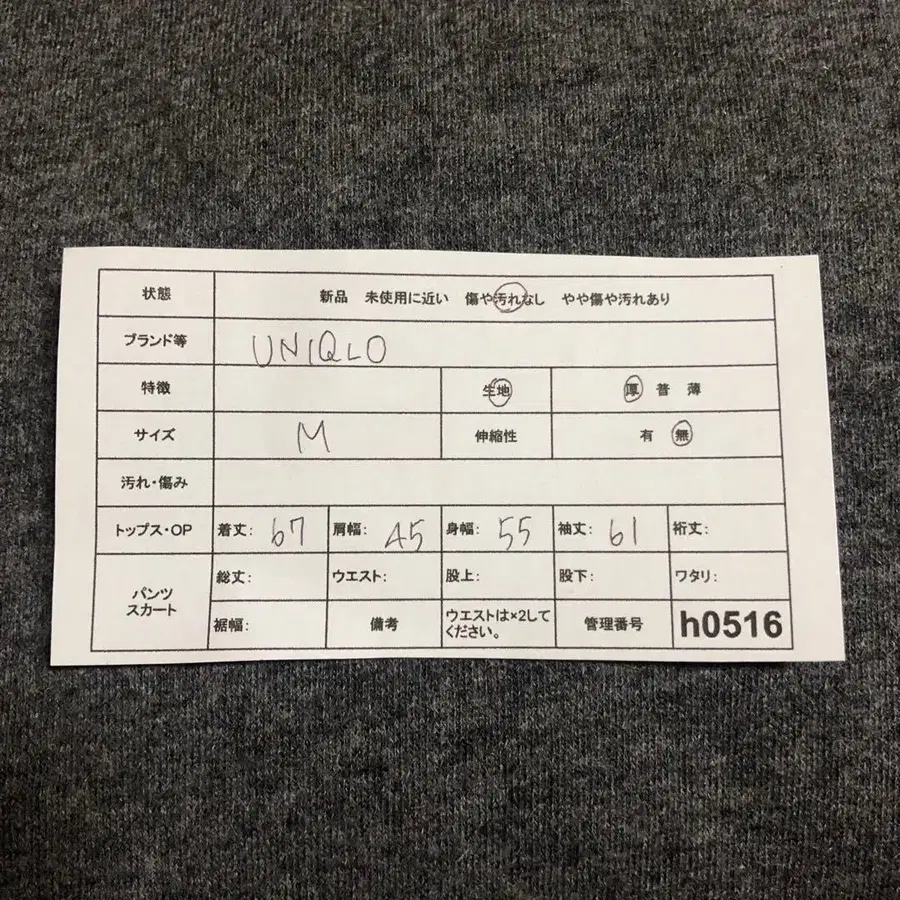 状態 新品 未使用に近い 傷や汚れなし やや傷や汚れあり
ブランド等 UNIQLO
特徴 生地 厚 普 薄
サイズ M 伸縮性 有 無
汚れ・傷み
トップス・OP 着丈: 67 肩幅: 45 身幅: 55 袖丈: 61 裄丈:
パンツ
スカート
総丈: ウエスト: 股上: 股下: ワタリ:
裾幅: 備考 ウエストは×2して
ください。 管理番号 h0516